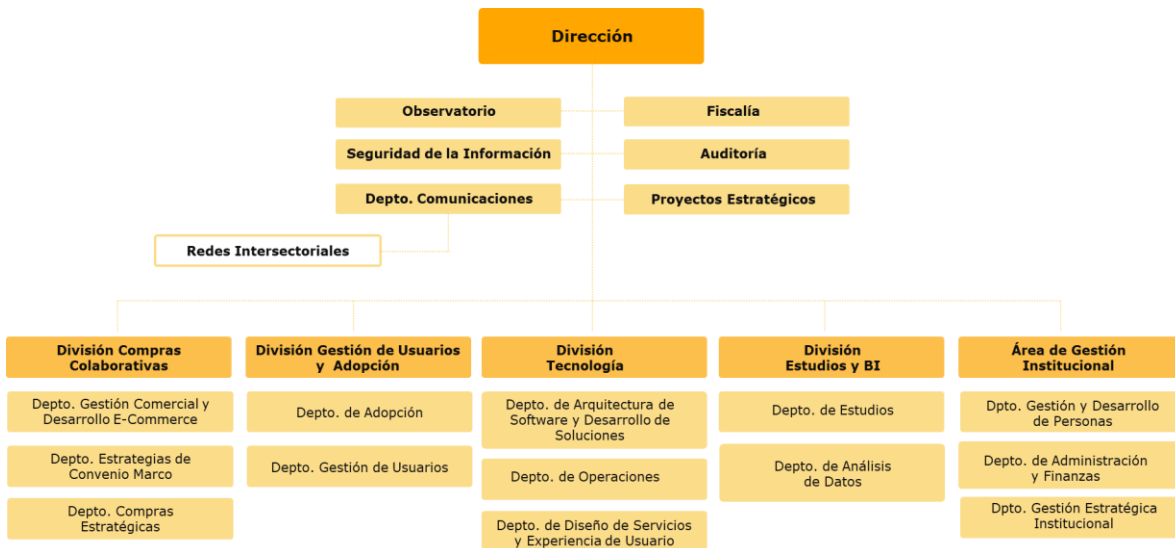 Dirección
Observatorio
Fiscalía
Seguridad de la Información
Auditoría
Depto. Comunicaciones
Proyectos Estratégicos
Redes Intersectoriales
División Compras
Colaborativas
Depto. Gestión Comercial y
Desarrollo E-Commerce
Depto. Estrategias de
Convenio Marco
Depto. Compras
Estratégicas
División Gestión de Usuarios
y Adopción
Depto. de Adopción
Depto. Gestión de Usuarios
División
Tecnología
Depto. de Arquitectura de
Software y Desarrollo de
Soluciones
Depto. de Operaciones
Depto. de Diseño de Servicios
y Experiencia de Usuario
División
Estudios y BI
Depto. de Estudios
Depto. de Análisis
de Datos
Área de Gestión
Institucional
Dpto. Gestión y Desarrollo
de Personas
Depto. de Administración
y Finanzas
Dpto. Gestión Estratégica
Institucional